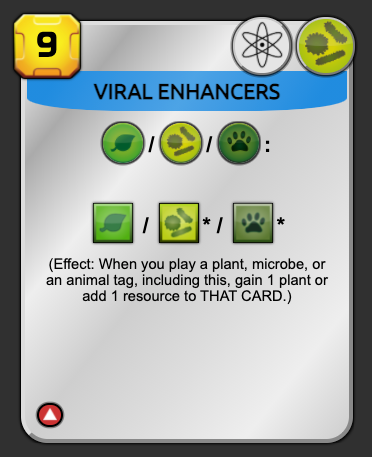 9
VIRAL ENHANCERS
/ / :
/ * / *
(Effect: When you play a plant, microbe, or
an animal tag, including this, gain 1 plant or
add 1 resource to THAT CARD.)